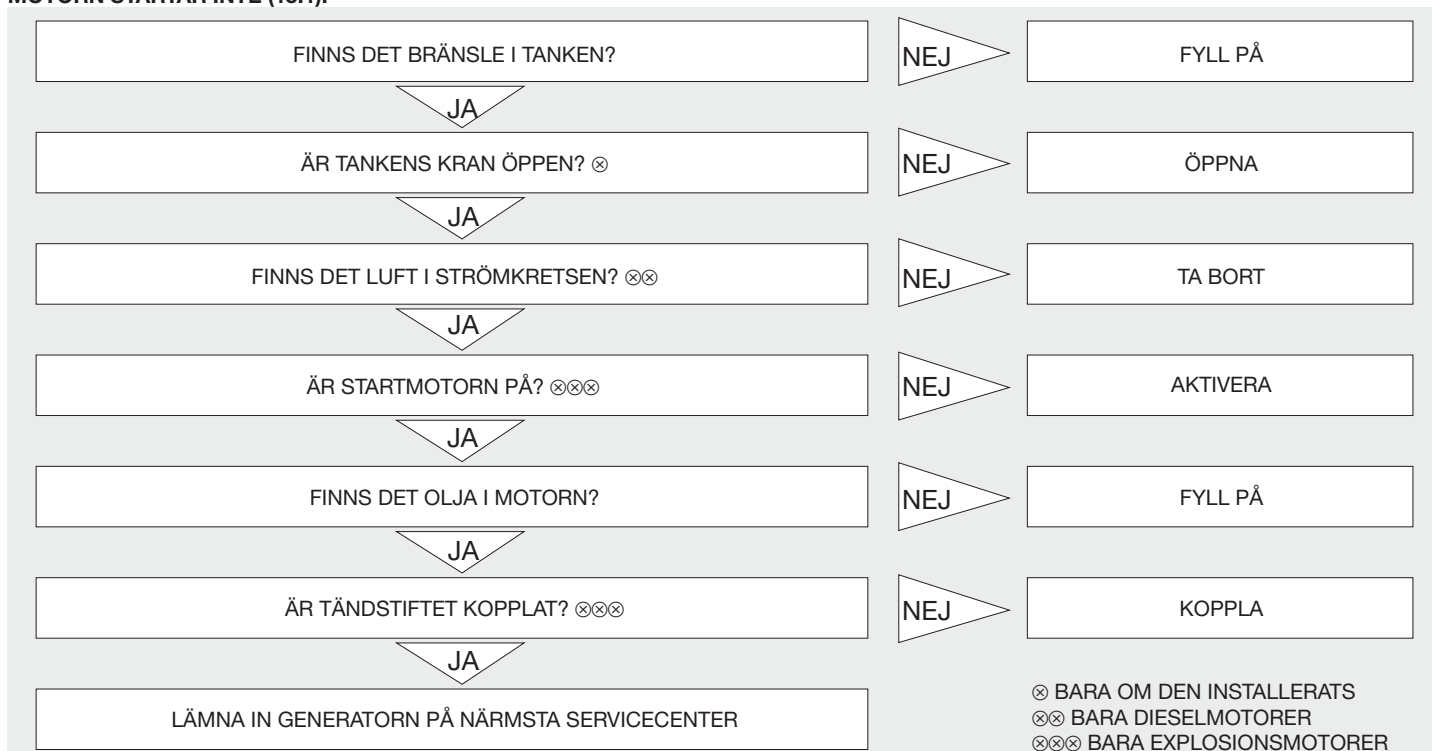 FINNS DET BRÄNSLE I TANKEN?
NEJ
FYLL PÅ
JA
ÄR TANKENS KRAN ÖPPEN? ⊗
NEJ
ÖPPNA
JA
FINNS DET LUFT I STRÖMKRETSEN? ⊗⊗
NEJ
TA BORT
JA
ÄR STARTMOTORN PÅ? ⊗⊗⊗
NEJ
AKTIVERA
JA
FINNS DET OLJA I MOTORN?
NEJ
FYLL PÅ
JA
ÄR TÄNDSTIFTET KOPPLAT? ⊗⊗⊗
NEJ
KOPPLA
JA
LÄMNA IN GENERATORN PÅ NÄRMSTA SERVICECENTER
⊗ BARA OM DEN INSTALLERATS
⊗⊗ BARA DIESELMOTORER
⊗⊗⊗ BARA EXPLOSIONSMOTORER